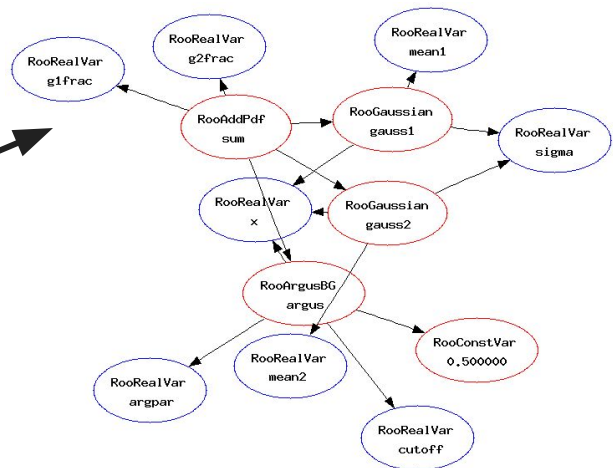 RooRealVar
g1frac
RooRealVar
g2frac
RooRealVar
mean1
RooAddPdf
sum
RooGaussian
gauss1
RooRealVar
sigma
RooRealVar
x
RooGaussian
gauss2
RooArgusBG
argus
RooRealVar
argpar
RooRealVar
mean2
RooConstVar
0.500000
RooRealVar
cutoff